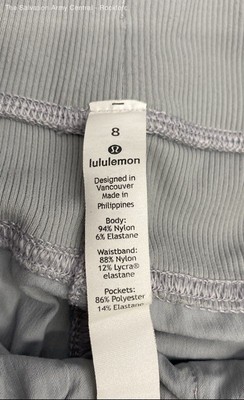 The Salvation Army Central - Houston
8
lululemon
Designed in
Vancouver
Made in
Philippines
Body:
94% Nylon
6% Elastane
Waistband:
88% Nylon
12% Lycra®
elastane
Pockets:
86% Polyester
14% Elastane